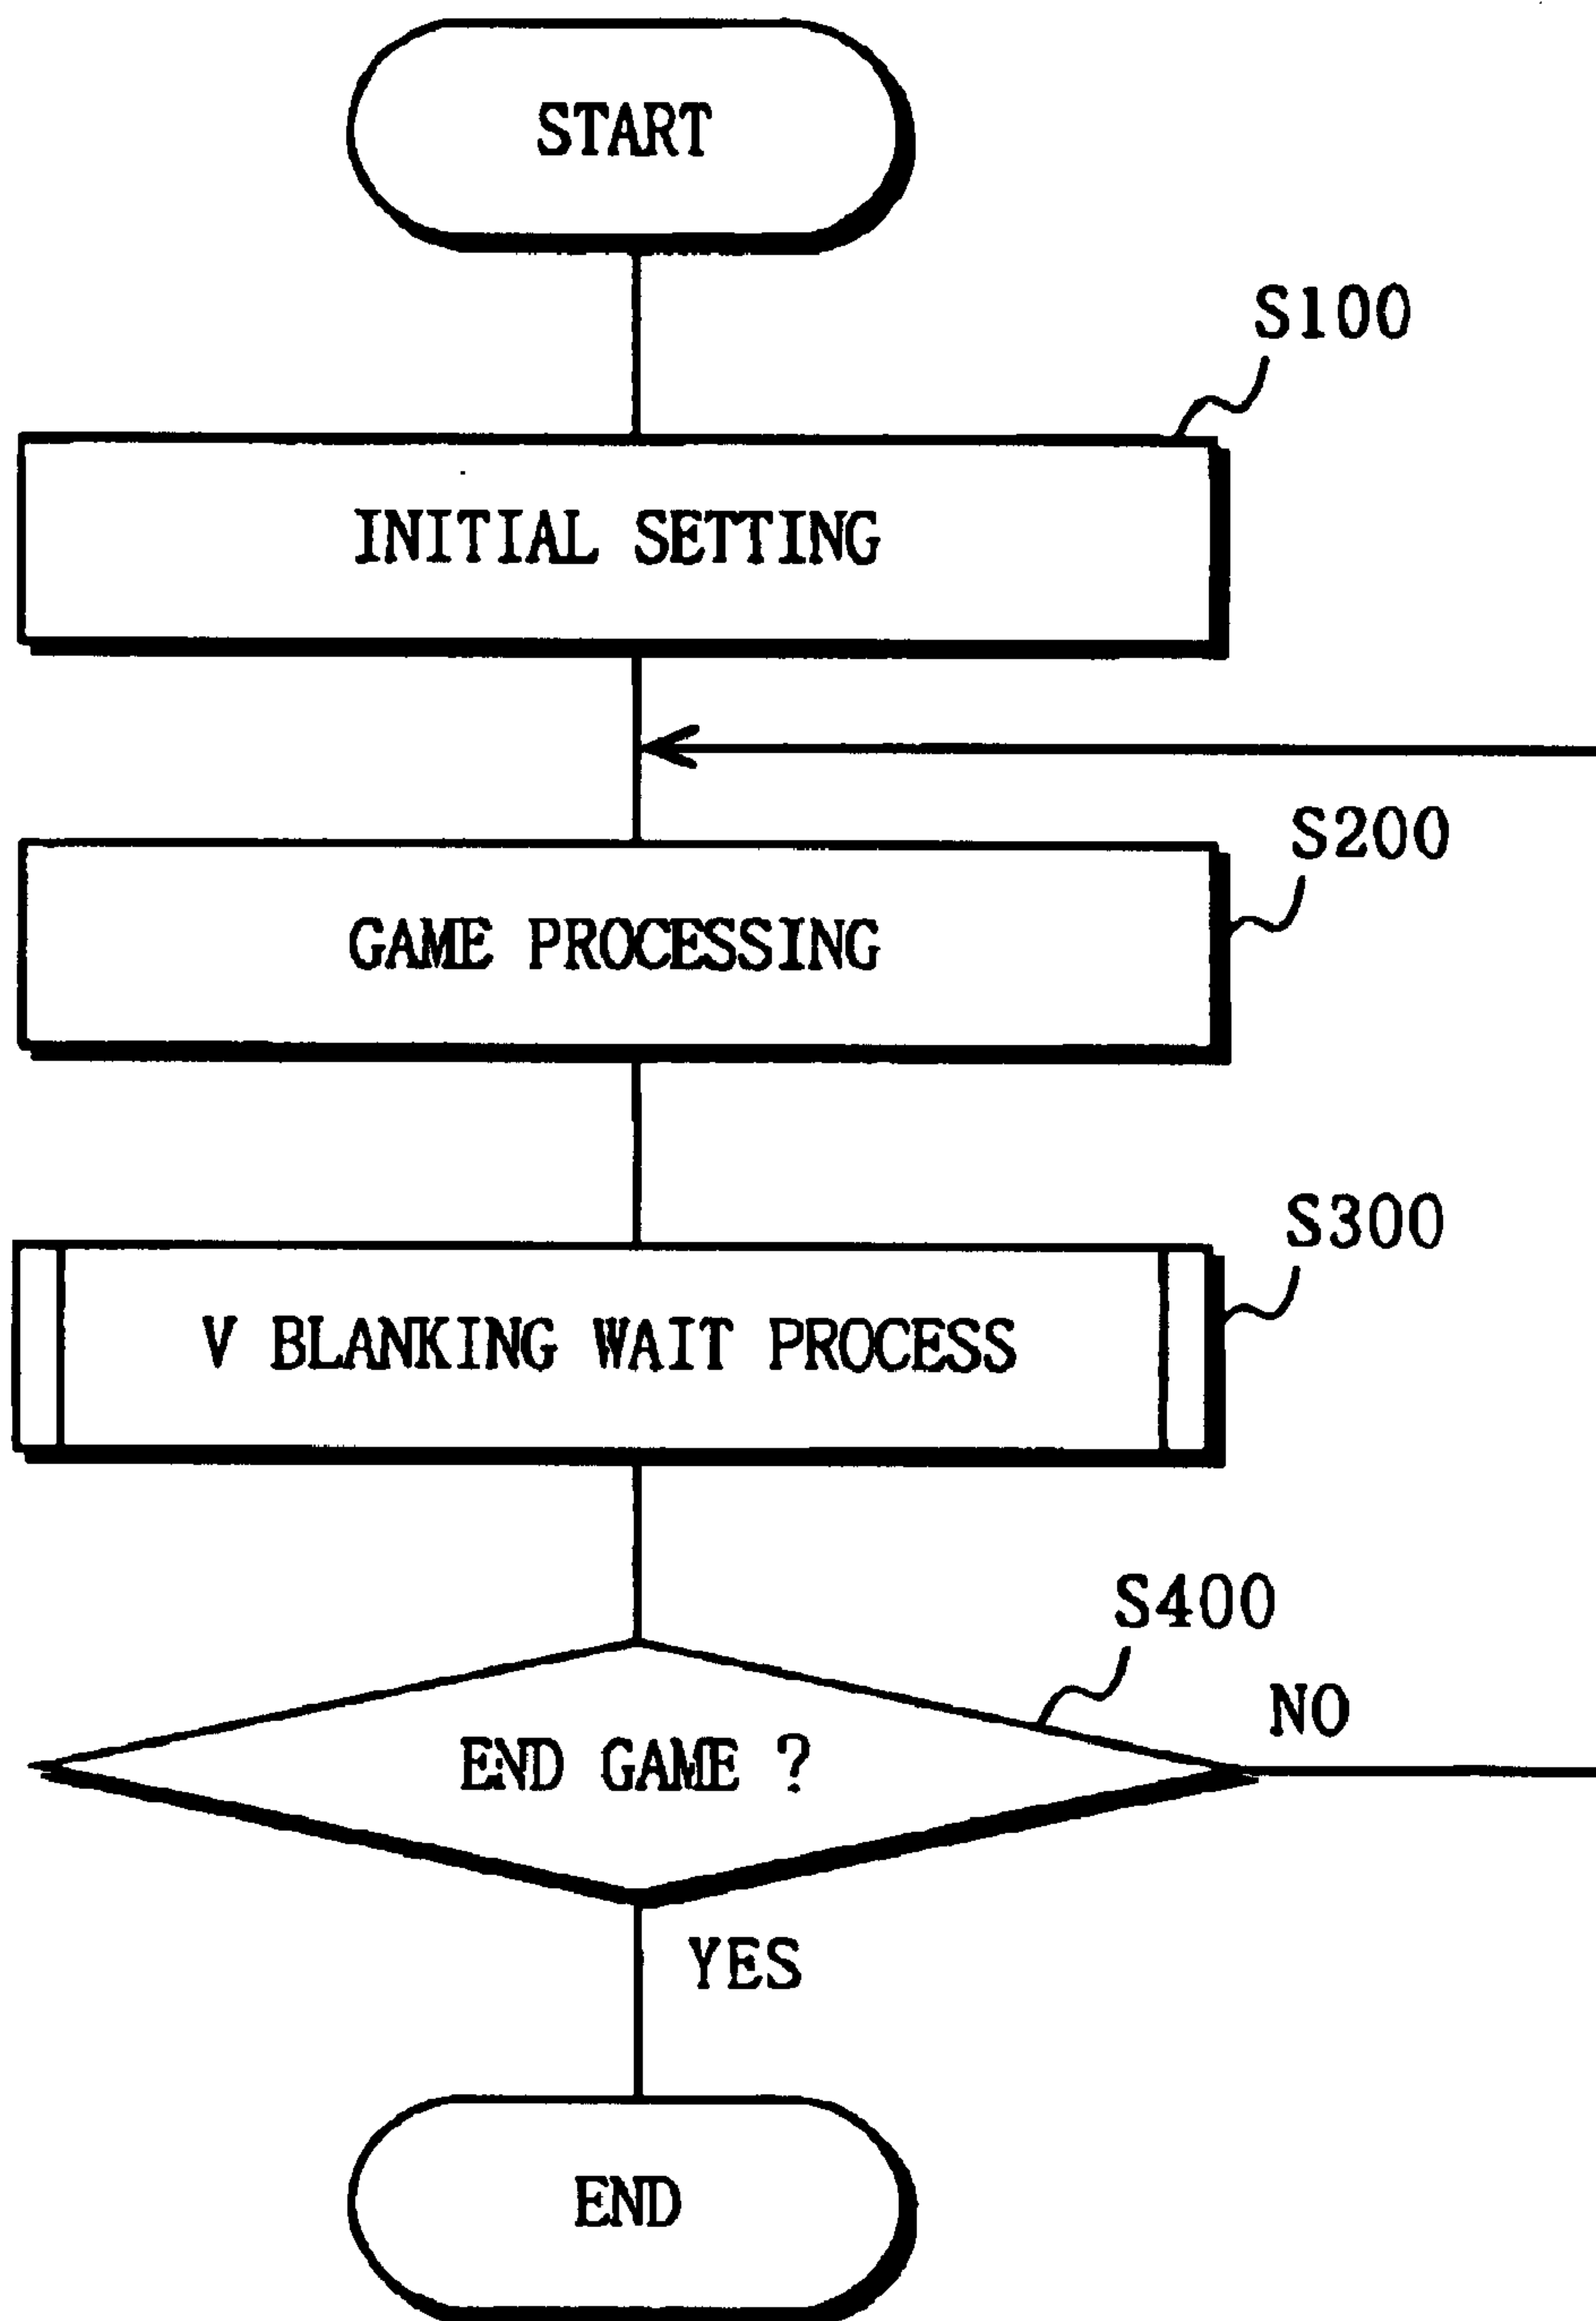 START
S100
INITIAL SETTING
S200
GAME PROCESSING
S300
V BLANKING WAIT PROCESS
S400
NO
END GAME ?
YES
END